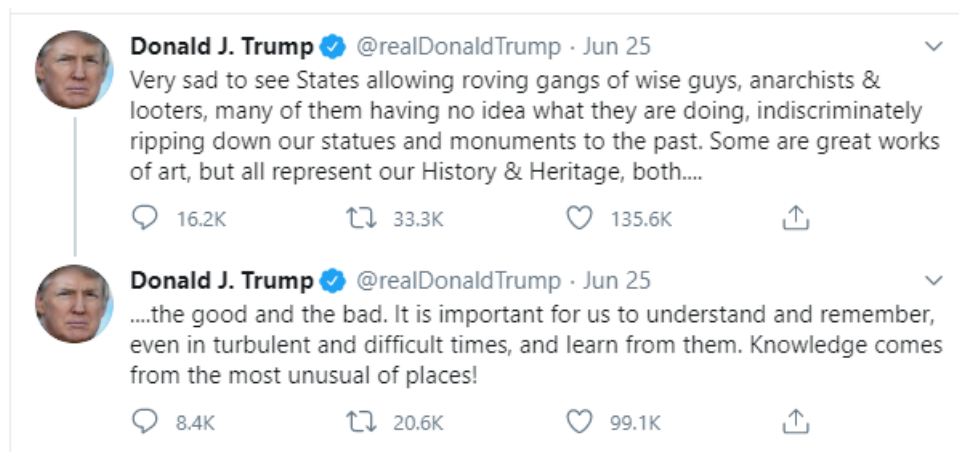 Donald J. Trump @realDonaldTrump · Jun 25
Very sad to see States allowing roving gangs of wise guys, anarchists &
looters, many of them having no idea what they are doing, indiscriminately
ripping down our statues and monuments to the past. Some are great works
of art, but all represent our History & Heritage, both....
16.2K 33.3K 135.6K
Donald J. Trump @realDonaldTrump · Jun 25
....the good and the bad. It is important for us to understand and remember,
even in turbulent and difficult times, and learn from them. Knowledge comes
from the most unusual of places!
8.4K 20.6K 99.1K